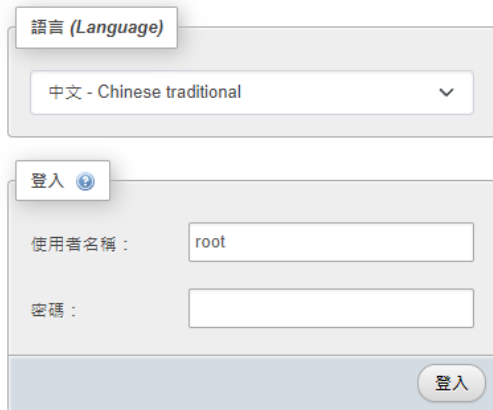 語言 (Language)
中文 - Chinese traditional
登入
使用者名稱：
root
密碼：
登入